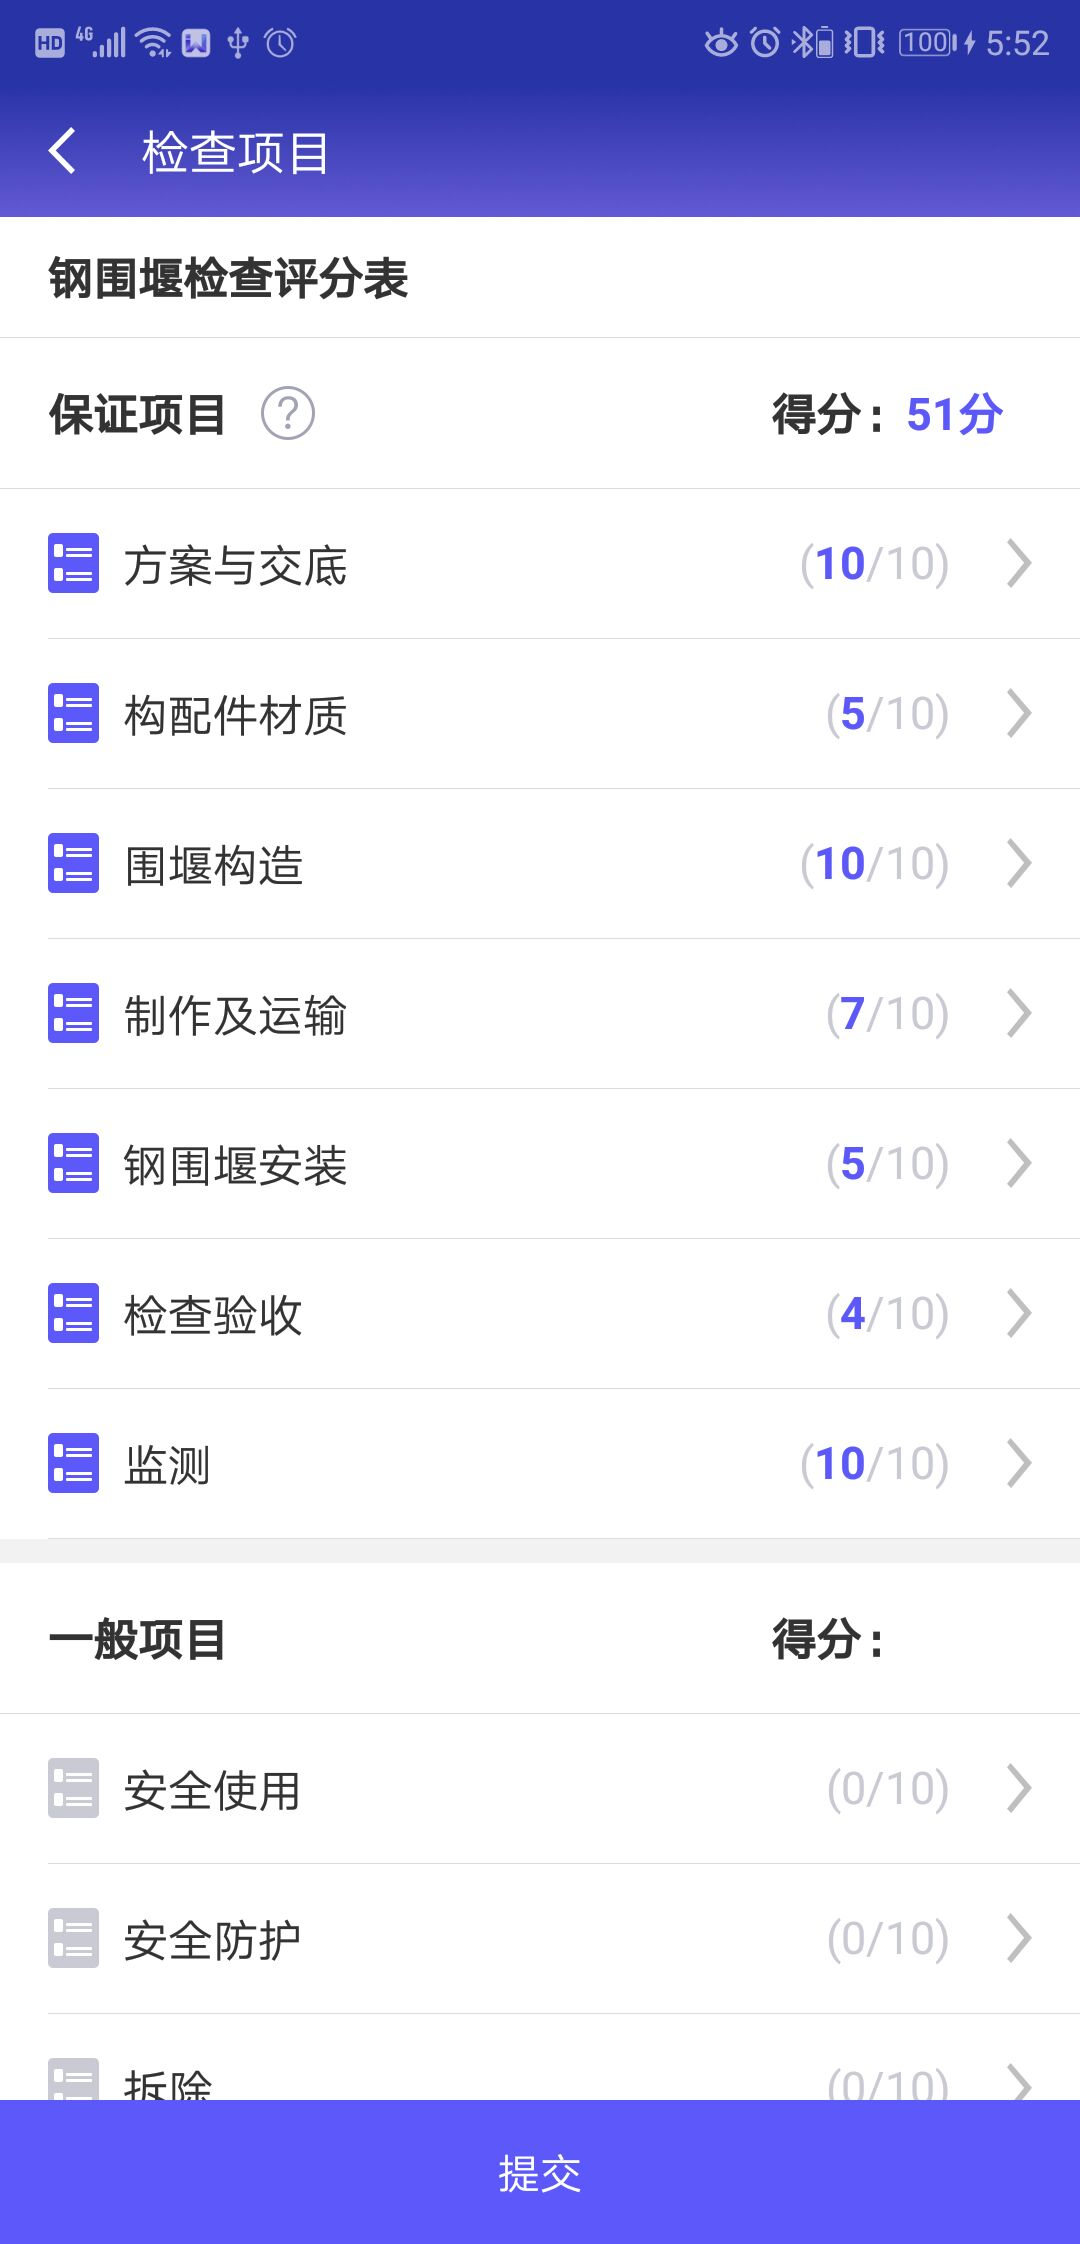 HD 4G 100 5:52
检查项目
钢围堰检查评分表
保证项目 ? 得分: 51分
方案与交底 (10/10)
构配件材质 (5/10)
围堰构造 (10/10)
制作及运输 (7/10)
钢围堰安装 (5/10)
检查验收 (4/10)
监测 (10/10)
一般项目 得分:
安全使用 (0/10)
安全防护 (0/10)
拆除 (0/10)
提交